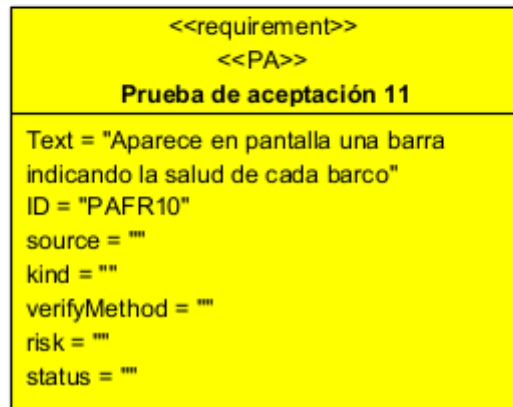 <<requirement>>
<<PA>>
Prueba de aceptación 11
Text = "Aparece en pantalla una barra
indicando la salud de cada barco"
ID = "PAFR10"
source = ""
kind = ""
verifyMethod = ""
risk = ""
status = ""